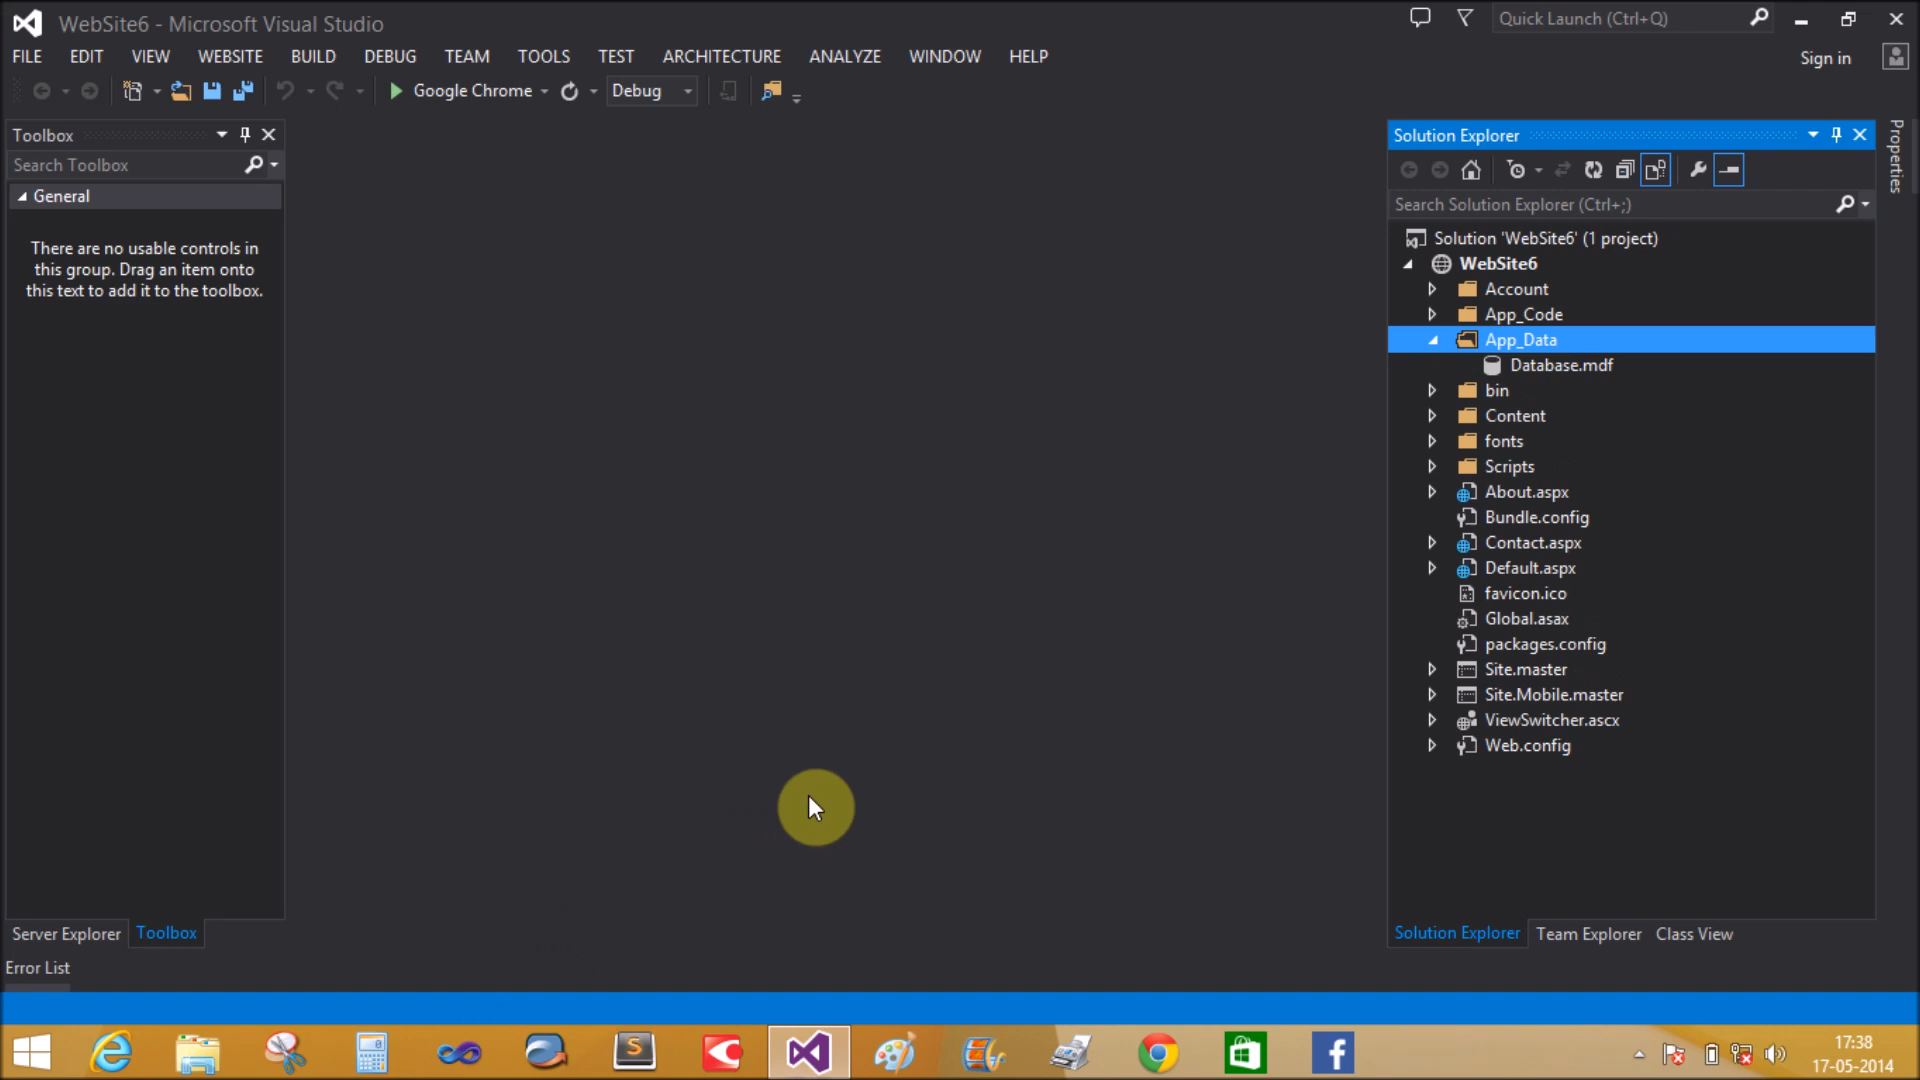 WebSite6 - Microsoft Visual Studio
Quick Launch (Ctrl+Q)
FILE EDIT VIEW WEBSITE BUILD DEBUG TEAM TOOLS TEST ARCHITECTURE ANALYZE WINDOW HELP
Sign in
Google Chrome Debug
Toolbox
Search Toolbox
General
There are no usable controls in
this group. Drag an item onto
this text to add it to the toolbox.
Server Explorer Toolbox
Error List
Solution Explorer
Search Solution Explorer (Ctrl+;)
Solution 'WebSite6' (1 project)
WebSite6
Account
App_Code
App_Data
Database.mdf
bin
Content
fonts
Scripts
About.aspx
Bundle.config
Contact.aspx
Default.aspx
favicon.ico
Global.asax
packages.config
Site.master
Site.Mobile.master
ViewSwitcher.ascx
Web.config
Solution Explorer Team Explorer Class View
Properties
17:38
17-05-2014